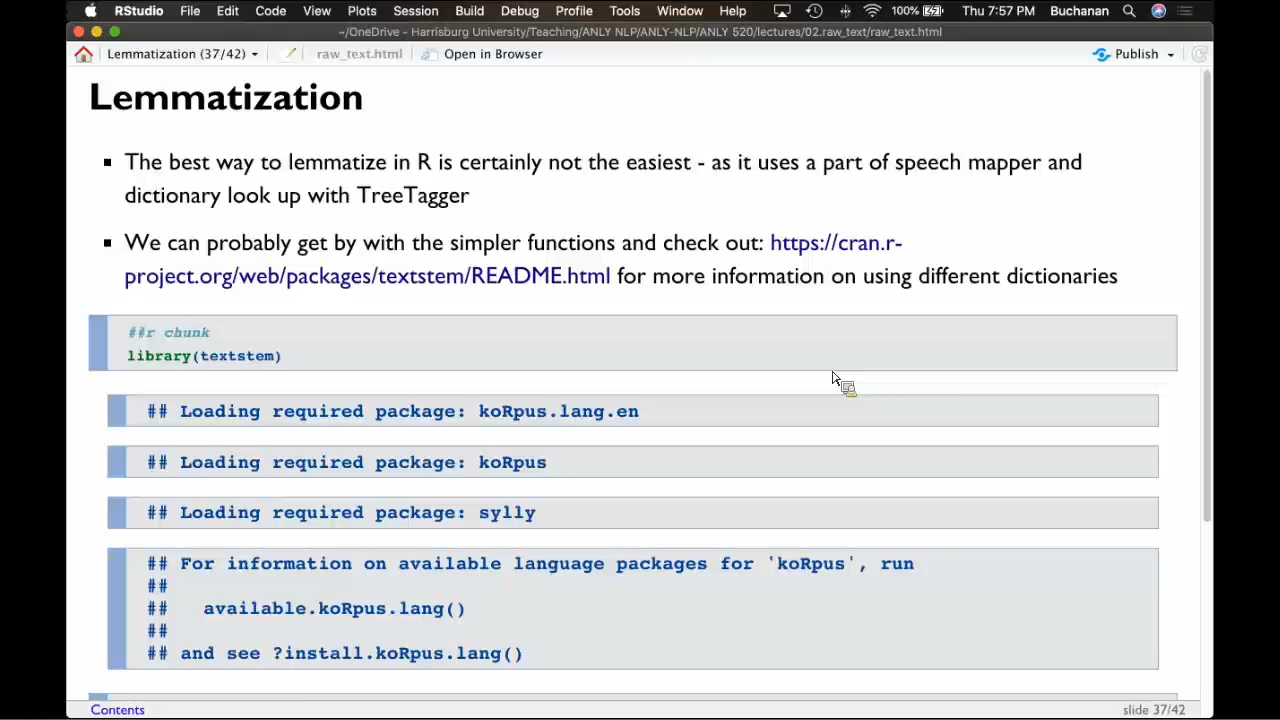 RStudio File Edit Code View Plots Session Build Debug Profile Tools Window Help 100% Thu 7:57 PM Buchanan
~/OneDrive - Harrisburg University/Teaching/ANLY NLP/ANLY-NLP/ANLY 520/lectures/02.raw_text/raw_text.html
Lemmatization (37/42) raw_text.html Open in Browser Publish
Lemmatization
▪ The best way to lemmatize in R is certainly not the easiest - as it uses a part of speech mapper and
dictionary look up with TreeTagger
▪ We can probably get by with the simpler functions and check out: https://cran.r-
project.org/web/packages/textstem/README.html for more information on using different dictionaries
##r chunk
library(textstem)
## Loading required package: koRpus.lang.en
## Loading required package: koRpus
## Loading required package: sylly
## For information on available language packages for 'koRpus', run
##
## available.koRpus.lang()
##
## and see ?install.koRpus.lang()
Contents slide 37/42